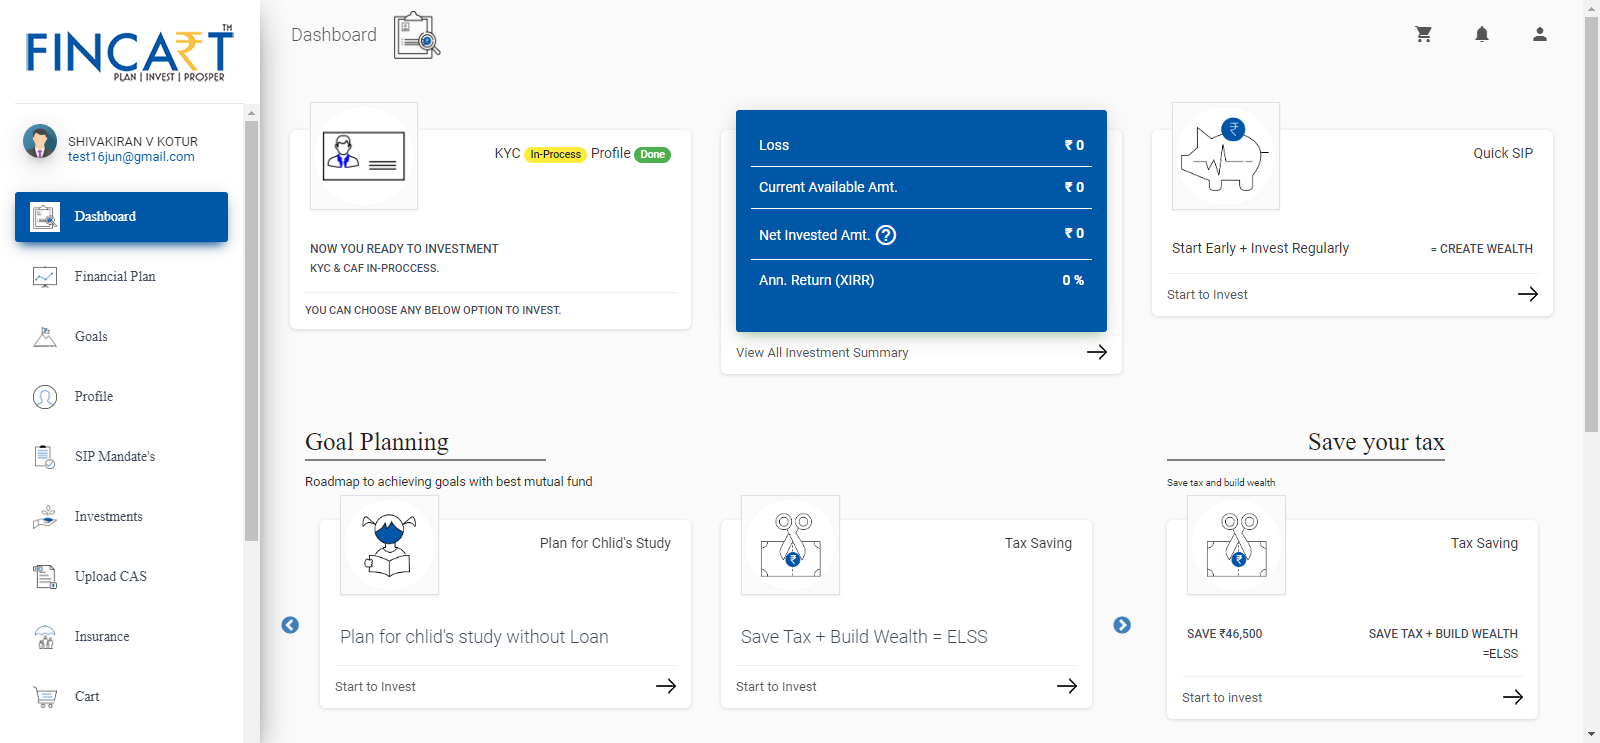 FINCA₹T™
PLAN | INVEST | PROSPER
SHIVAKIRAN V KOTUR
test16jun@gmail.com
Dashboard
Financial Plan
Goals
Profile
SIP Mandate's
Investments
Upload CAS
Insurance
Cart
Dashboard
KYC In-Process Profile Done
NOW YOU READY TO INVESTMENT
KYC & CAF IN-PROCCESS.
YOU CAN CHOOSE ANY BELOW OPTION TO INVEST.
Loss ₹ 0
Current Available Amt. ₹ 0
Net Invested Amt. ? ₹ 0
Ann. Return (XIRR) 0 %
View All Investment Summary
₹
Quick SIP
Start Early + Invest Regularly = CREATE WEALTH
Start to Invest
Goal Planning
Roadmap to achieving goals with best mutual fund
Plan for Chlid's Study
Plan for chlid's study without Loan
Start to Invest
₹
Tax Saving
Save Tax + Build Wealth = ELSS
Start to Invest
Save your tax
Save tax and build wealth
₹
Tax Saving
SAVE ₹46,500 SAVE TAX + BUILD WEALTH
=ELSS
Start to invest